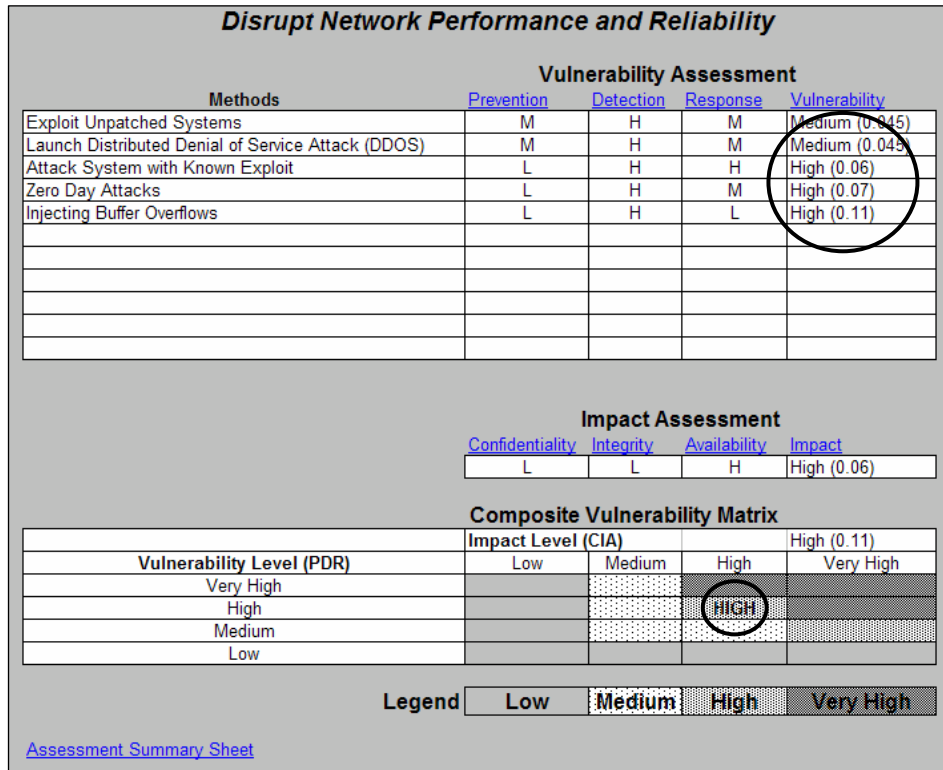 Disrupt Network Performance and Reliability
Vulnerability Assessment
Methods Prevention Detection Response Vulnerability
Exploit Unpatched Systems M H M Medium (0.045)
Launch Distributed Denial of Service Attack (DDOS) M H M Medium (0.045)
Attack System with Known Exploit L H H High (0.06)
Zero Day Attacks L H M High (0.07)
Injecting Buffer Overflows L H L High (0.11)
Impact Assessment
Confidentiality Integrity Availability Impact
L L H High (0.06)
Composite Vulnerability Matrix
Impact Level (CIA) High (0.11)
Vulnerability Level (PDR) Low Medium High Very High
Very High
High HIGH
Medium
Low
Legend Low Medium High Very High
Assessment Summary Sheet